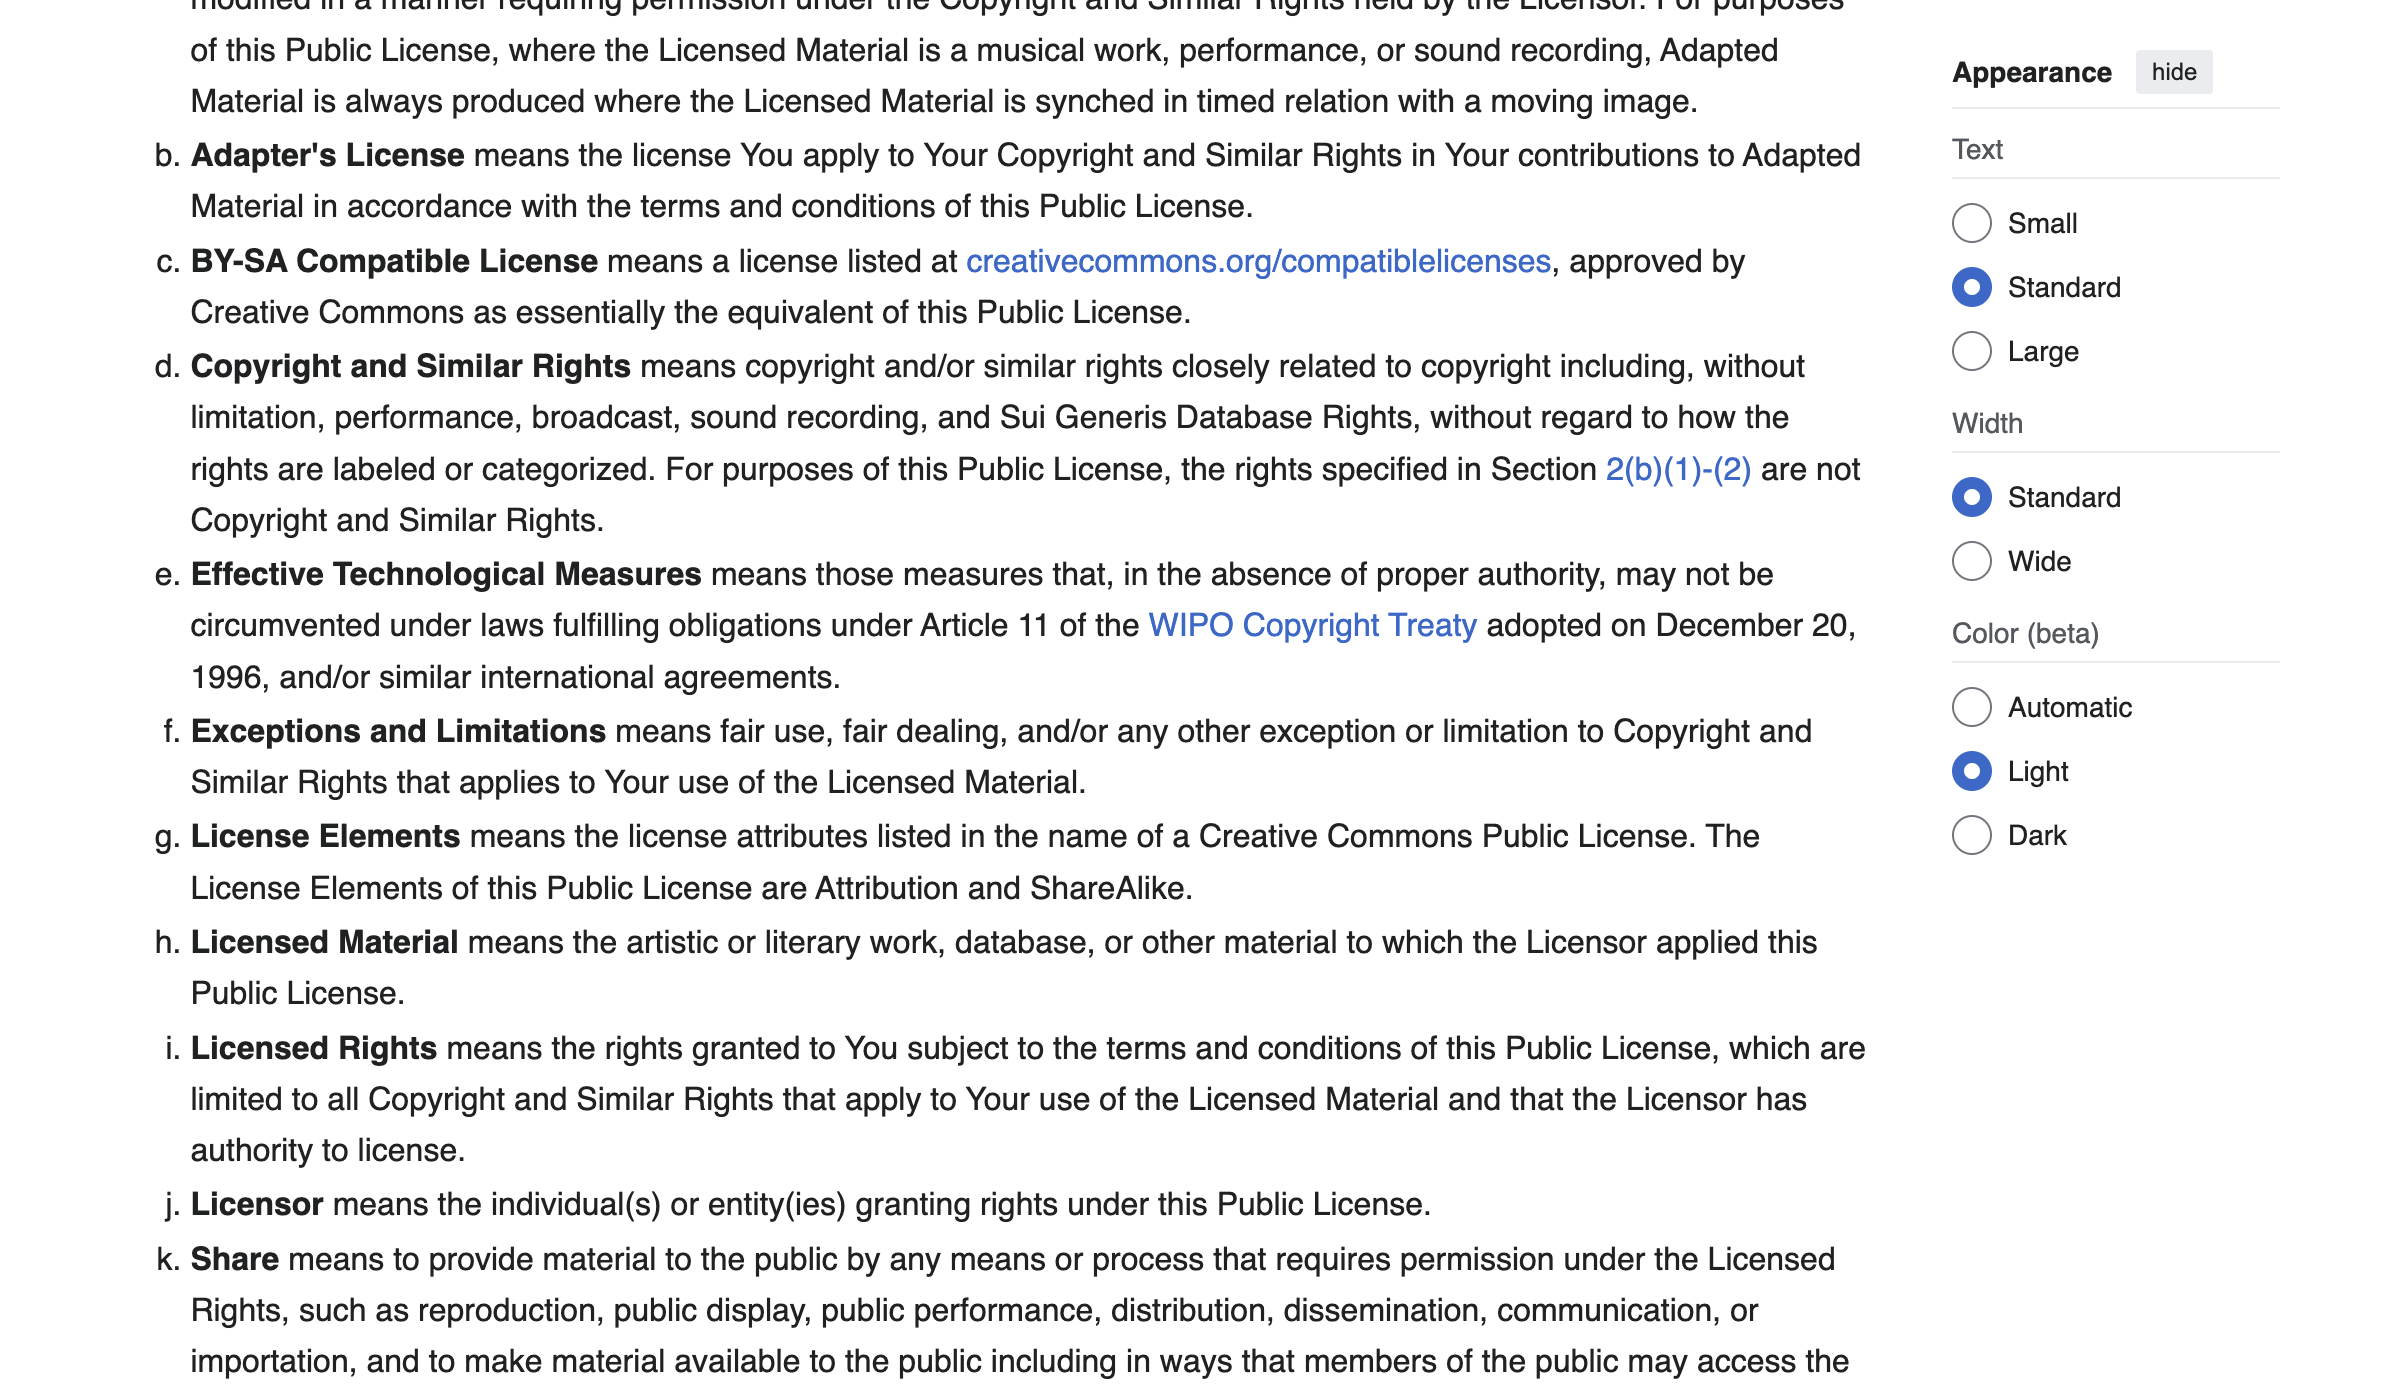 modified in a manner requiring permission under the Copyright and Similar Rights held by the Licensor. For purposes
of this Public License, where the Licensed Material is a musical work, performance, or sound recording, Adapted
Material is always produced where the Licensed Material is synched in timed relation with a moving image.
b. Adapter's License means the license You apply to Your Copyright and Similar Rights in Your contributions to Adapted
Material in accordance with the terms and conditions of this Public License.
c. BY-SA Compatible License means a license listed at creativecommons.org/compatiblelicenses, approved by
Creative Commons as essentially the equivalent of this Public License.
d. Copyright and Similar Rights means copyright and/or similar rights closely related to copyright including, without
limitation, performance, broadcast, sound recording, and Sui Generis Database Rights, without regard to how the
rights are labeled or categorized. For purposes of this Public License, the rights specified in Section 2(b)(1)-(2) are not
Copyright and Similar Rights.
e. Effective Technological Measures means those measures that, in the absence of proper authority, may not be
circumvented under laws fulfilling obligations under Article 11 of the WIPO Copyright Treaty adopted on December 20,
1996, and/or similar international agreements.
f. Exceptions and Limitations means fair use, fair dealing, and/or any other exception or limitation to Copyright and
Similar Rights that applies to Your use of the Licensed Material.
g. License Elements means the license attributes listed in the name of a Creative Commons Public License. The
License Elements of this Public License are Attribution and ShareAlike.
h. Licensed Material means the artistic or literary work, database, or other material to which the Licensor applied this
Public License.
i. Licensed Rights means the rights granted to You subject to the terms and conditions of this Public License, which are
limited to all Copyright and Similar Rights that apply to Your use of the Licensed Material and that the Licensor has
authority to license.
j. Licensor means the individual(s) or entity(ies) granting rights under this Public License.
k. Share means to provide material to the public by any means or process that requires permission under the Licensed
Rights, such as reproduction, public display, public performance, distribution, dissemination, communication, or
importation, and to make material available to the public including in ways that members of the public may access the
Appearance hide
Text
Small
Standard
Large
Width
Standard
Wide
Color (beta)
Automatic
Light
Dark